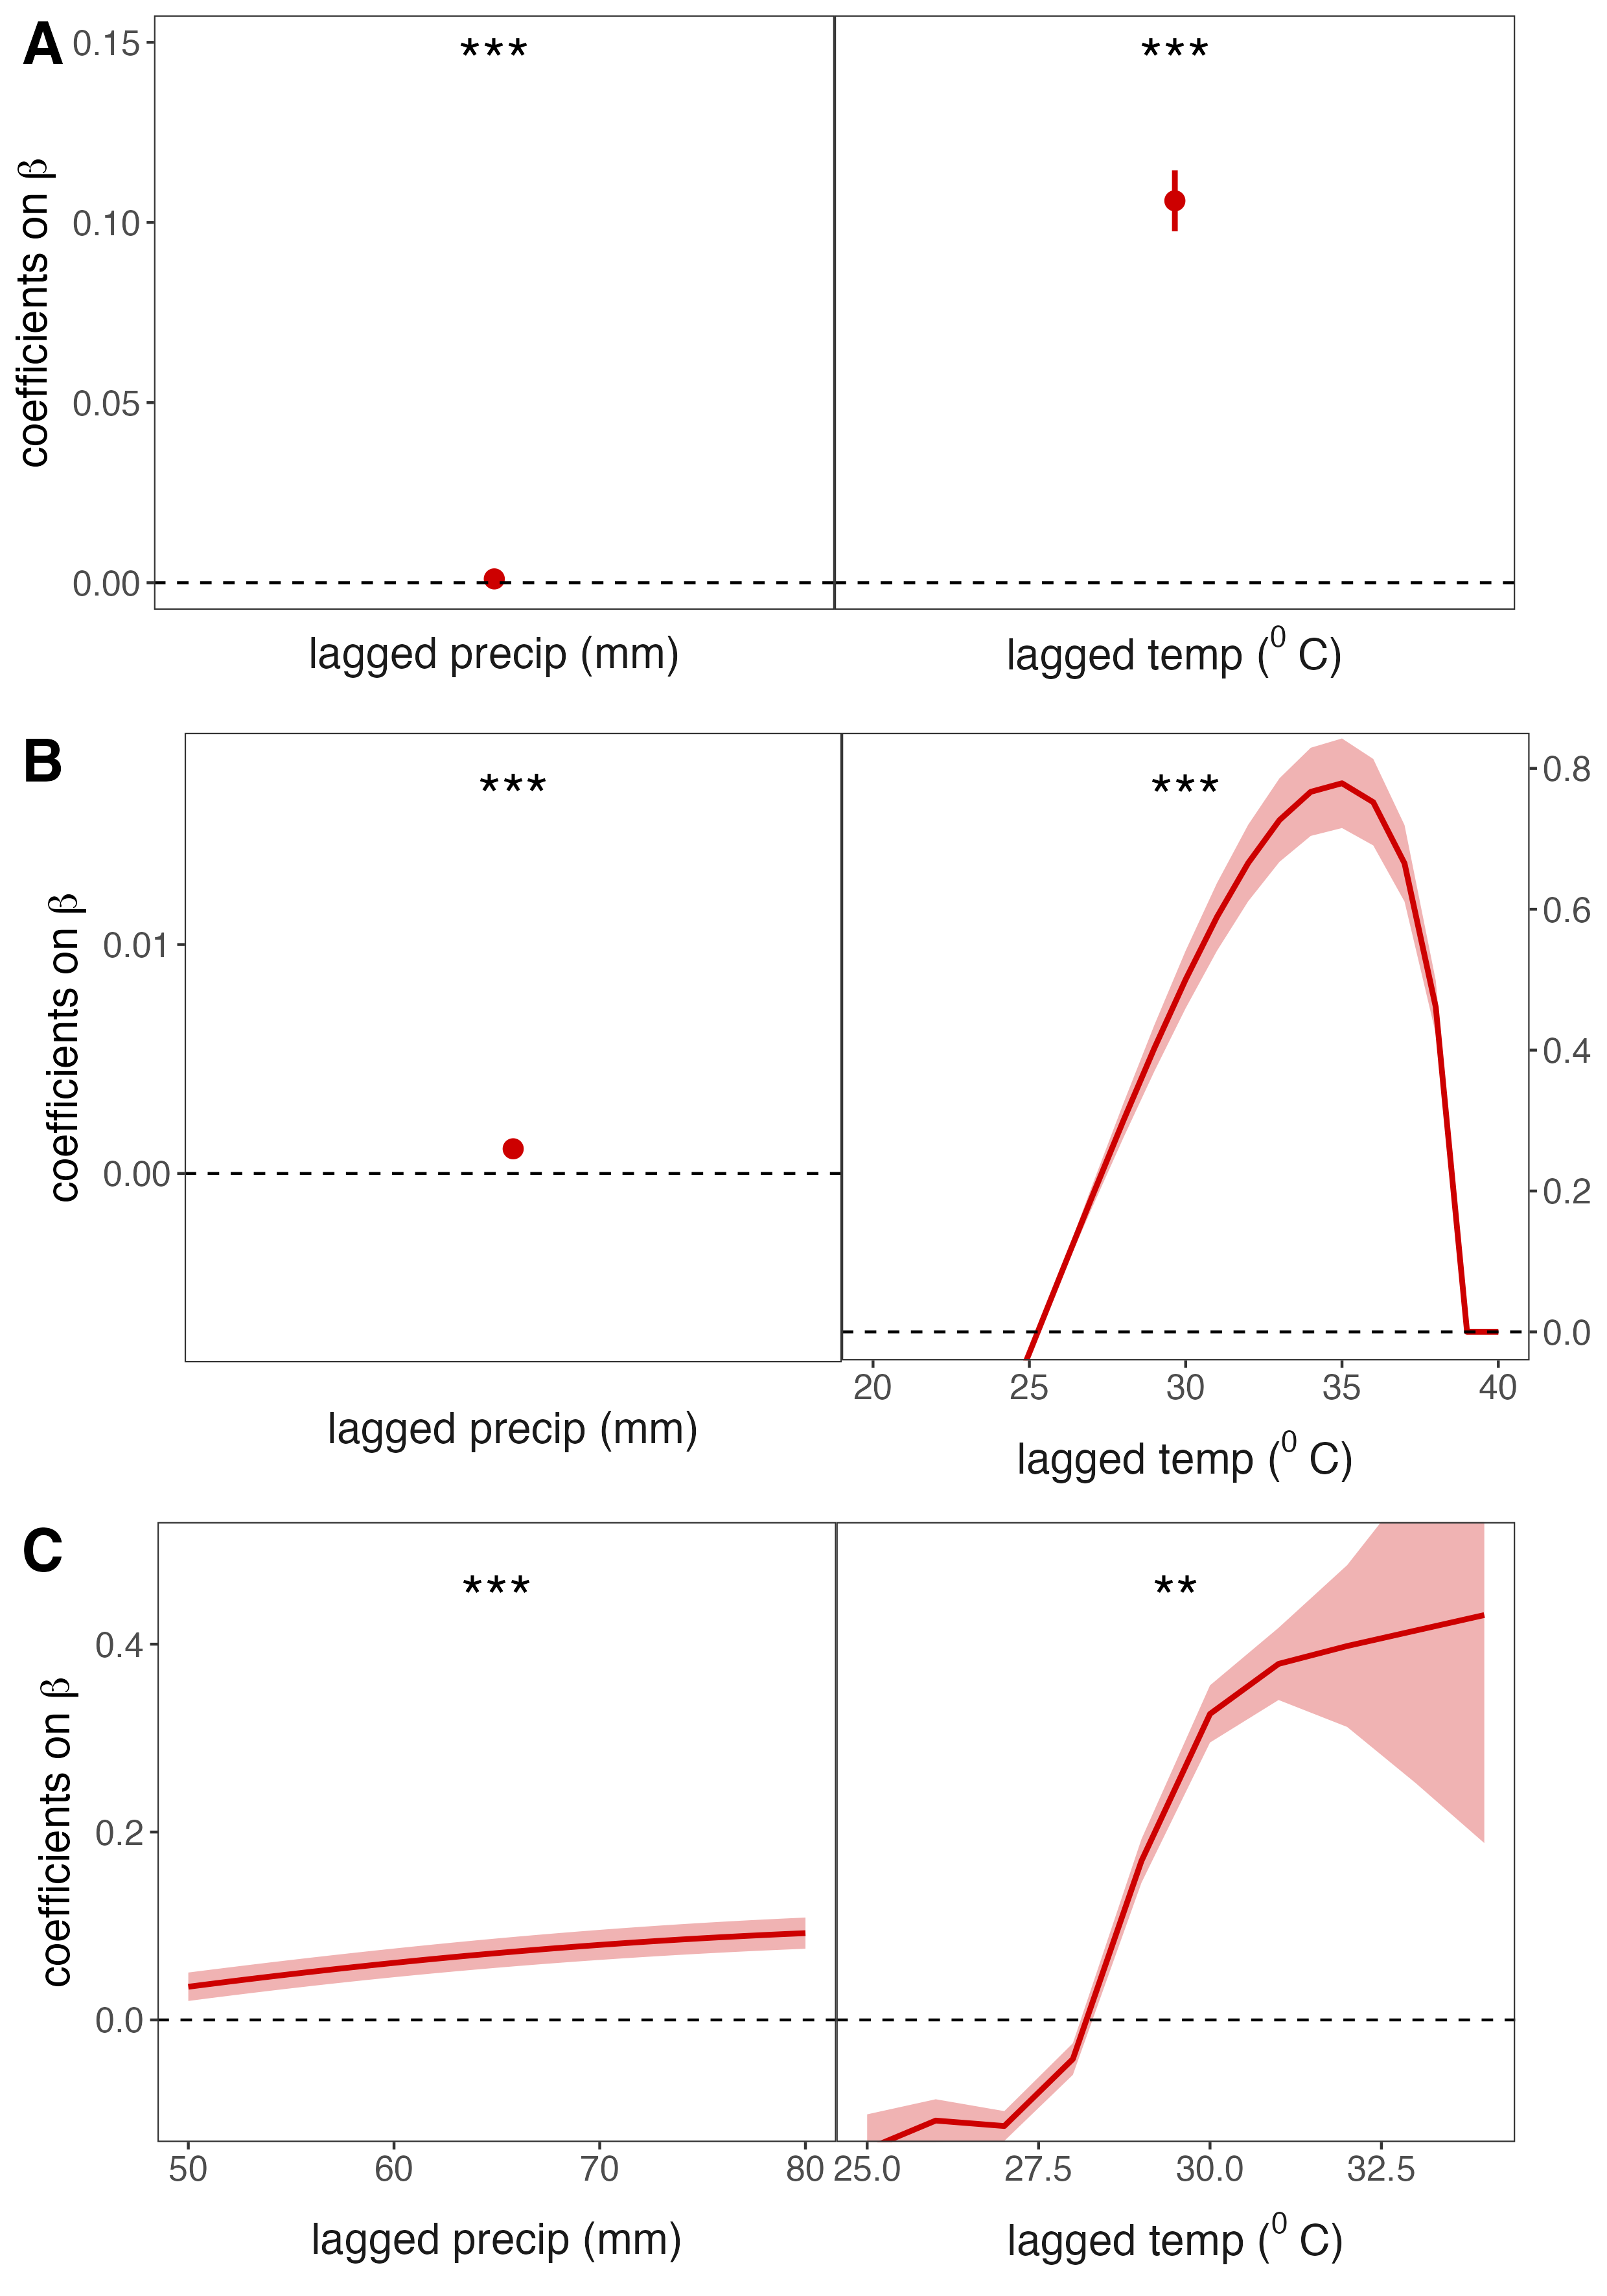 A
0.15
0.10
0.05
0.00
coefficients on β
***
***
lagged precip (mm)
lagged temp (⁰ C)
B
0.01
0.00
coefficients on β
***
***
0.8
0.6
0.4
0.2
0.0
20 25 30 35 40
lagged precip (mm)
lagged temp (⁰ C)
C
0.4
0.2
0.0
coefficients on β
***
**
50 60 70 80
25.0 27.5 30.0 32.5
lagged precip (mm)
lagged temp (⁰ C)